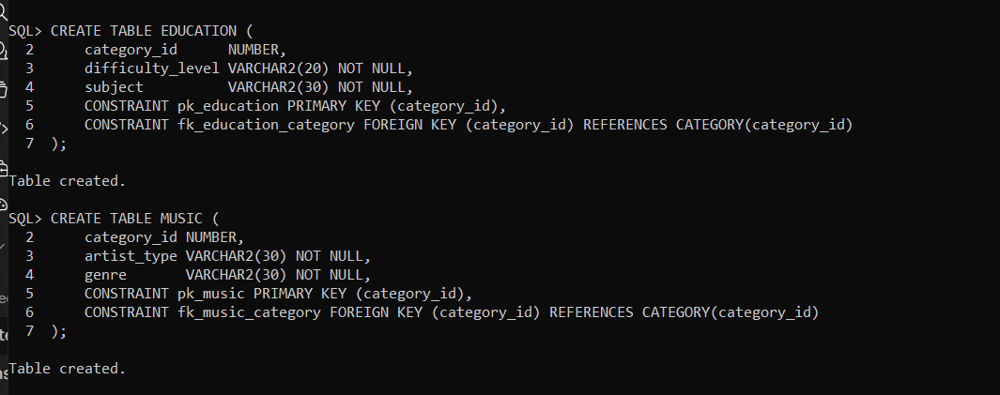 SQL> CREATE TABLE EDUCATION (
  2      category_id      NUMBER,
  3      difficulty_level VARCHAR2(20) NOT NULL,
  4      subject          VARCHAR2(30) NOT NULL,
  5      CONSTRAINT pk_education PRIMARY KEY (category_id),
  6      CONSTRAINT fk_education_category FOREIGN KEY (category_id) REFERENCES CATEGORY(category_id)
  7  );
Table created.
SQL> CREATE TABLE MUSIC (
  2      category_id NUMBER,
  3      artist_type VARCHAR2(30) NOT NULL,
  4      genre       VARCHAR2(30) NOT NULL,
  5      CONSTRAINT pk_music PRIMARY KEY (category_id),
  6      CONSTRAINT fk_music_category FOREIGN KEY (category_id) REFERENCES CATEGORY(category_id)
  7  );
Table created.